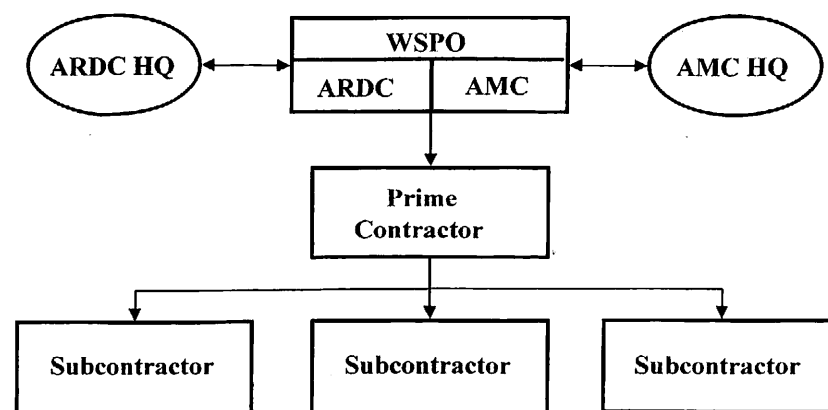 WSPO
ARDC HQ
ARDC
AMC
AMC HQ
Prime
Contractor
Subcontractor
Subcontractor
Subcontractor